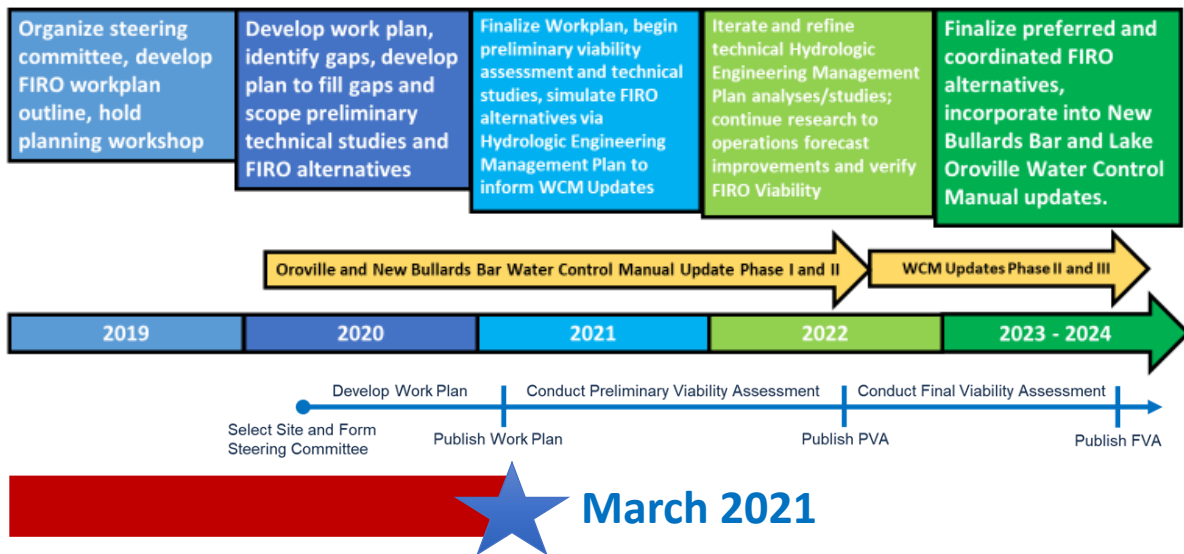 Organize steering
committee, develop
FIRO workplan
outline, hold
planning workshop
Develop work plan,
identify gaps, develop
plan to fill gaps and
scope preliminary
technical studies and
FIRO alternatives
Finalize Workplan, begin
preliminary viability
assessment and technical
studies, simulate FIRO
alternatives via
Hydrologic Engineering
Management Plan to
inform WCM Updates
Iterate and refine
technical Hydrologic
Engineering Management
Plan analyses/studies;
continue research to
operations forecast
improvements and verify
FIRO Viability
Finalize preferred and
coordinated FIRO
alternatives,
incorporate into New
Bullards Bar and Lake
Oroville Water Control
Manual updates.
Oroville and New Bullards Bar Water Control Manual Update Phase I and II
WCM Updates Phase II and III
2019
2020
2021
2022
2023 - 2024
Develop Work Plan
Conduct Preliminary Viability Assessment
Conduct Final Viability Assessment
Select Site and Form
Steering Committee
Publish Work Plan
Publish PVA
Publish FVA
March 2021